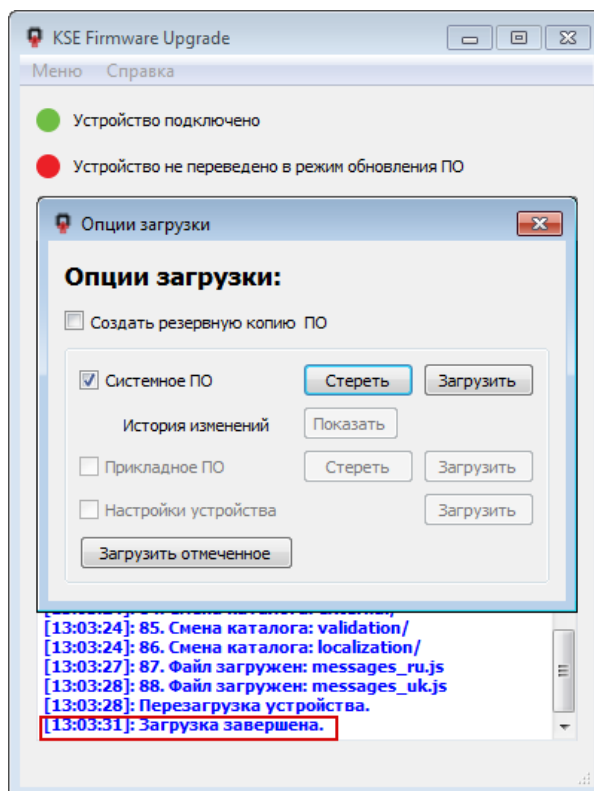 KSE Firmware Upgrade
Меню Справка
Устройство подключено
Устройство не переведено в режим обновления ПО
Опции загрузки
Опции загрузки:
Создать резервную копию ПО
Системное ПО Стереть Загрузить
История изменений Показать
Прикладное ПО Стереть Загрузить
Настройки устройства Загрузить
Загрузить отмеченное
[13:03:24]: 85. Смена каталога: validation/
[13:03:24]: 86. Смена каталога: localization/
[13:03:27]: 87. Файл загружен: messages_ru.js
[13:03:28]: 88. Файл загружен: messages_uk.js
[13:03:28]: Перезагрузка устройства.
[13:03:31]: Загрузка завершена.